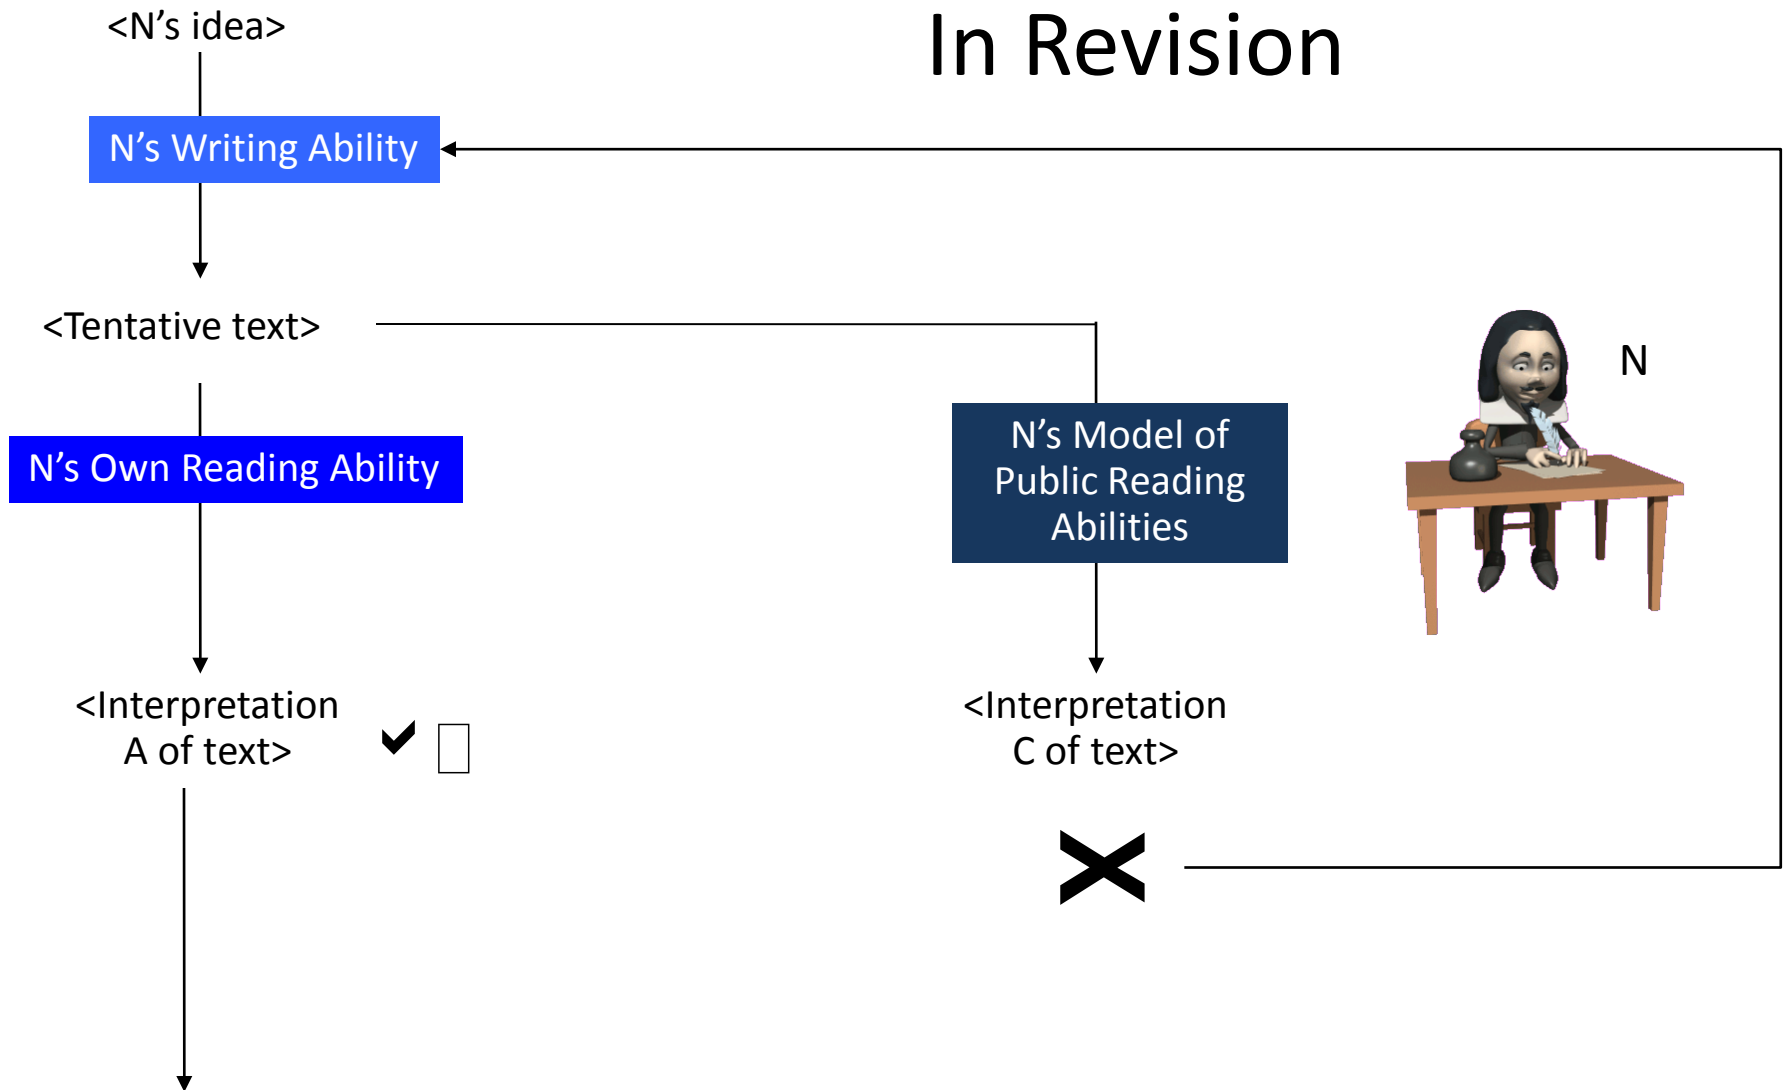 In Revision
<N’s idea>
N’s Writing Ability
<Tentative text>
N
N’s Own Reading Ability
N’s Model of
Public Reading
Abilities
<Interpretation
A of text>
<Interpretation
C of text>